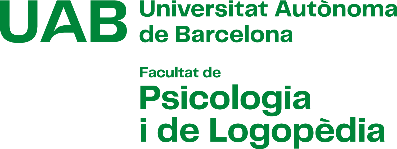 UAB Universitat Autònoma
de Barcelona
Facultat de
Psicologia
i de Logopèdia